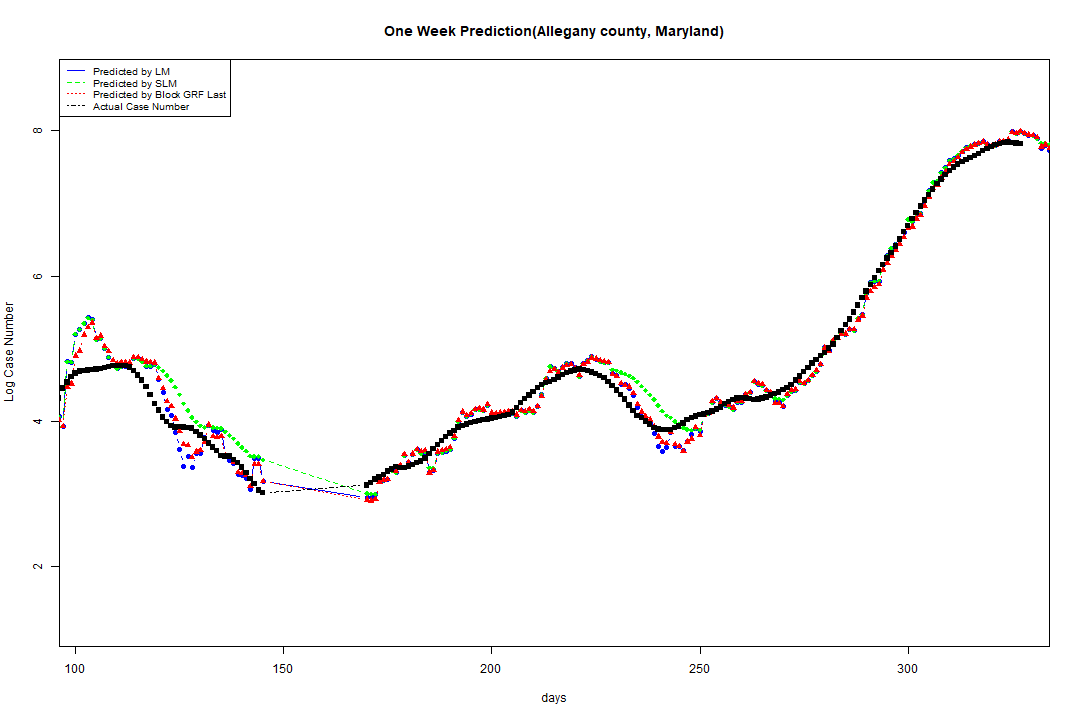 One Week Prediction(Allegany county, Maryland)
Predicted by LM
Predicted by SLM
Predicted by Block GRF Last
Actual Case Number
8
6
4
2
Log Case Number
100 150 200 250 300
days